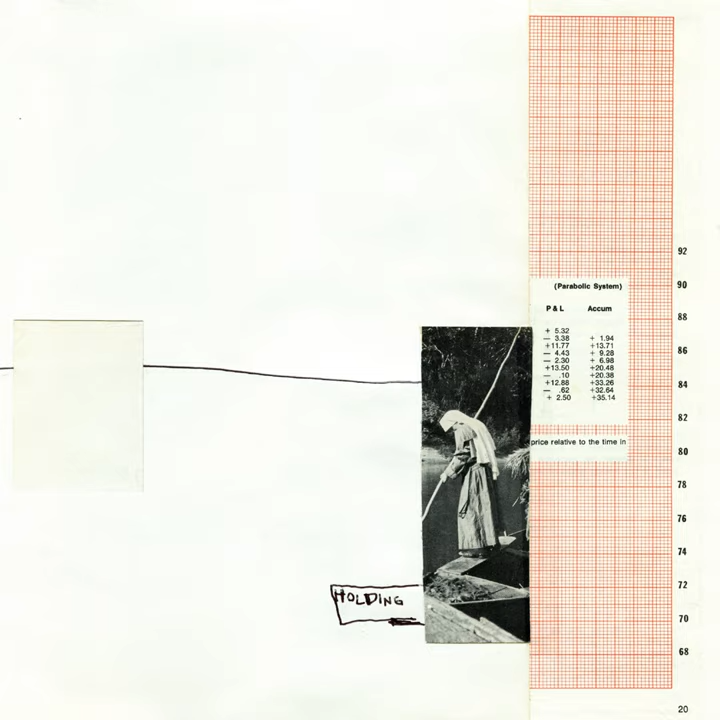 92
(Parabolic System) 90
P & L Accum
88
+ 5.32
— 3.38 + 1.94
+11.77 +13.71
86
— 4.43 + 9.28
— 2.30 + 6.98
+13.50 +20.48
— .10 +20.38
+12.88 +33.26
84
— .62 +32.64
+ 2.50 +35.14
82
price relative to the time in
80
78
76
74
72
HOLDING
70
68
20